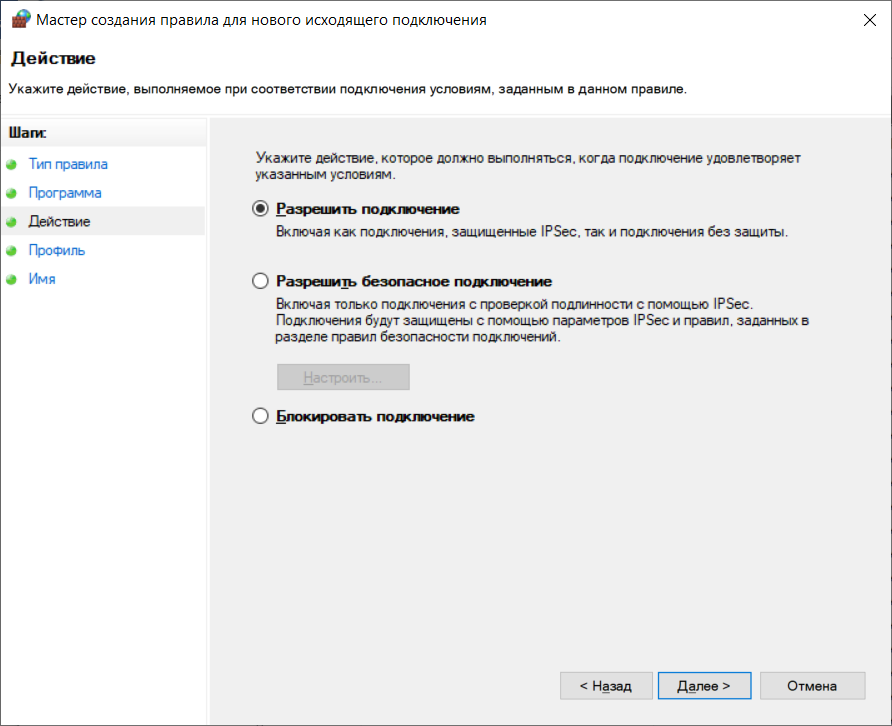 Мастер создания правила для нового исходящего подключения
Действие
Укажите действие, выполняемое при соответствии подключения условиям, заданным в данном правиле.
Шаги:
Тип правила
Программа
Действие
Профиль
Имя
Укажите действие, которое должно выполняться, когда подключение удовлетворяет
указанным условиям.
Разрешить подключение
Включая как подключения, защищенные IPSec, так и подключения без защиты.
Разрешить безопасное подключение
Включая только подключения с проверкой подлинности с помощью IPSec.
Подключения будут защищены с помощью параметров IPSec и правил, заданных в
разделе правил безопасности подключений.
Настроить...
Блокировать подключение
< Назад
Далее >
Отмена